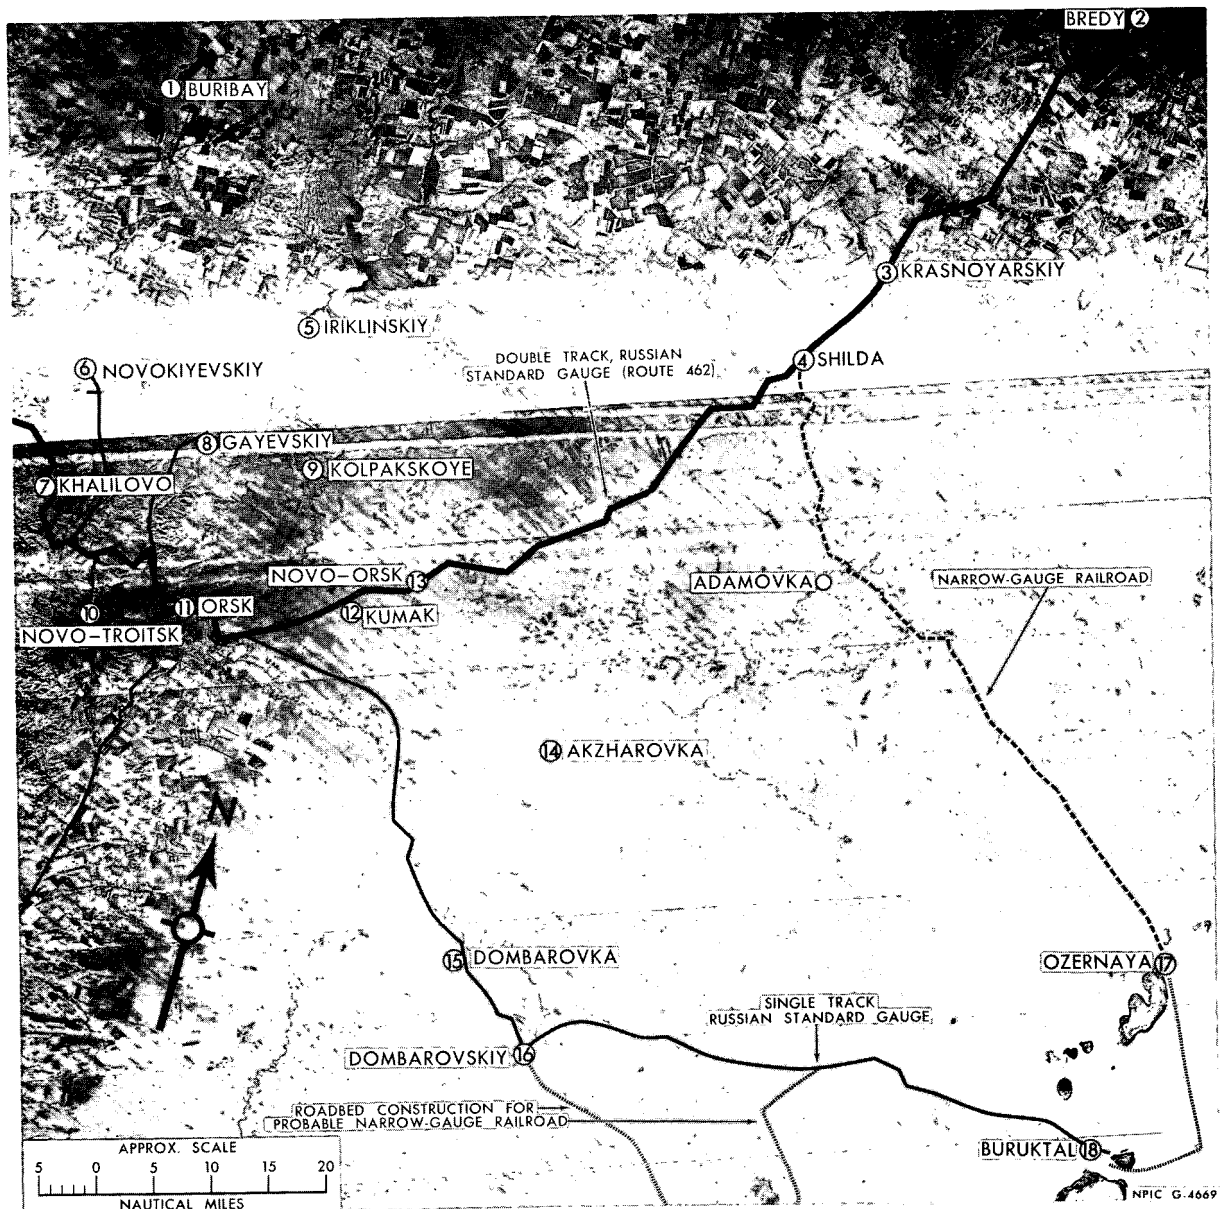 BREDY 2
1 BURIBAY
3 KRASNOYARSKIY
5 IRIKLINSKIY
DOUBLE TRACK, RUSSIAN
STANDARD GAUGE (ROUTE 462)
4 SHILDA
6 NOVOKIYEVSKIY
8 GAYEVSKIY
9 KOLPAKSKOYE
7 KHALILOVO
NOVO-ORSK 13
ADAMOVKA
NARROW-GAUGE RAILROAD
10
NOVO-TROITSK
11 ORSK
12 KUMAK
14 AKZHAROVKA
N
15 DOMBAROVKA
OZERNAYA 17
SINGLE TRACK
RUSSIAN STANDARD GAUGE
DOMBAROVSKIY 16
ROADBED CONSTRUCTION FOR
PROBABLE NARROW-GAUGE RAILROAD
BURUKTAL 18
APPROX. SCALE
5 0 5 10 15 20
NAUTICAL MILES
NPIC G-4669